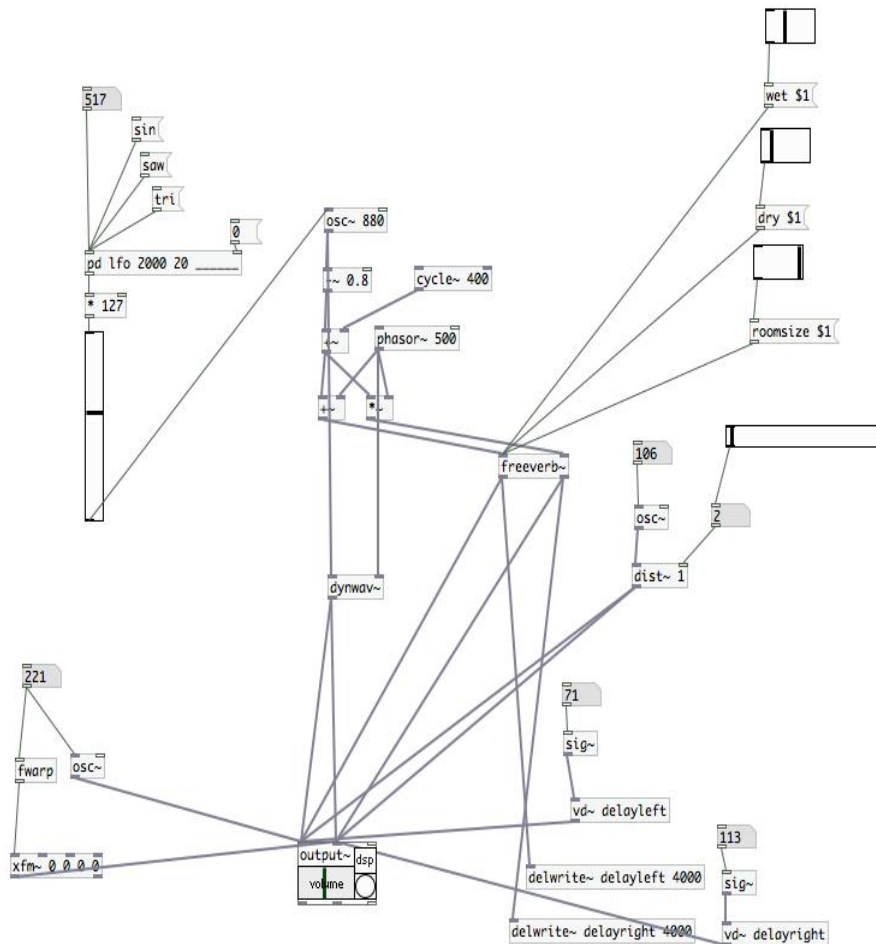 517
sin
saw
tri
0
pd lfo 2000 20 ______
* 127
osc~ 880
cycle~ 400
phasor~ 500
+~
*~
dynwav~
wet $1
dry $1
roomsize $1
freeverb~
106
osc~
2
dist~ 1
221
fwarp
osc~
xfm~ 0 0 0 0
output~
dsp
volume
71
sig~
vd~ delayleft
delwrite~ delayleft 4000
delwrite~ delayright 4000
113
sig~
vd~ delayright